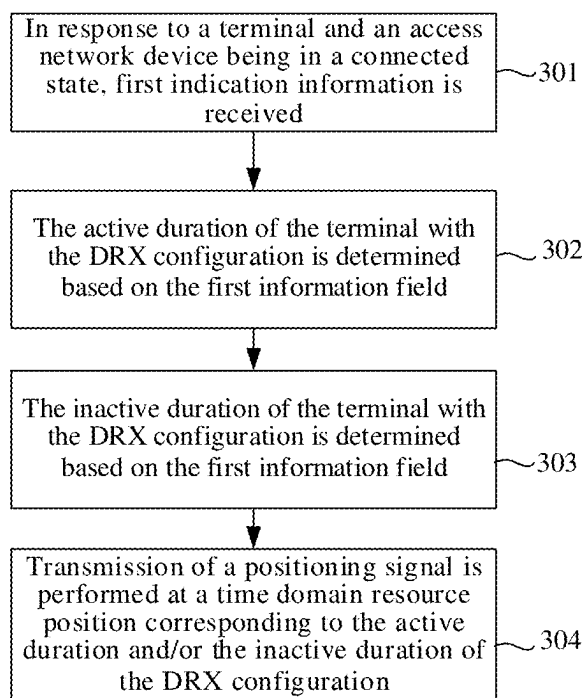 In response to a terminal and an access
network device being in a connected
state, first indication information is
received
301
The active duration of the terminal with
the DRX configuration is determined
based on the first information field
302
The inactive duration of the terminal with
the DRX configuration is determined
based on the first information field
303
Transmission of a positioning signal is
performed at a time domain resource
position corresponding to the active
duration and/or the inactive duration of
the DRX configuration
304